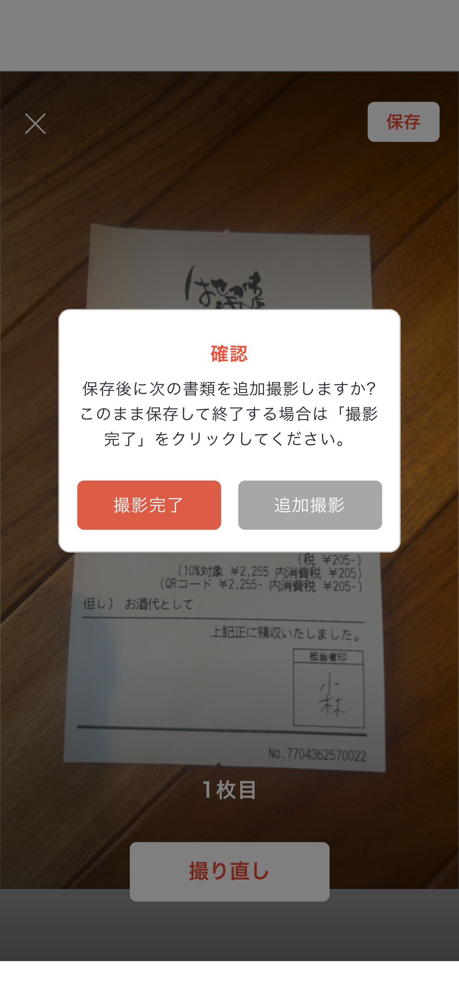 保存
はせがわ
酒店
確認
保存後に次の書類を追加撮影しますか?
このまま保存して終了する場合は「撮影
完了」をクリックしてください。
撮影完了
追加撮影
(税 ¥205-)
(10%対象 ¥2,255 内消費税 ¥205)
(QRコード ¥2,255- 内消費税 ¥205-)
但し) お酒代として
上記正に領収いたしました。
担当者印
小林
No.7704362570022
1枚目
撮り直し